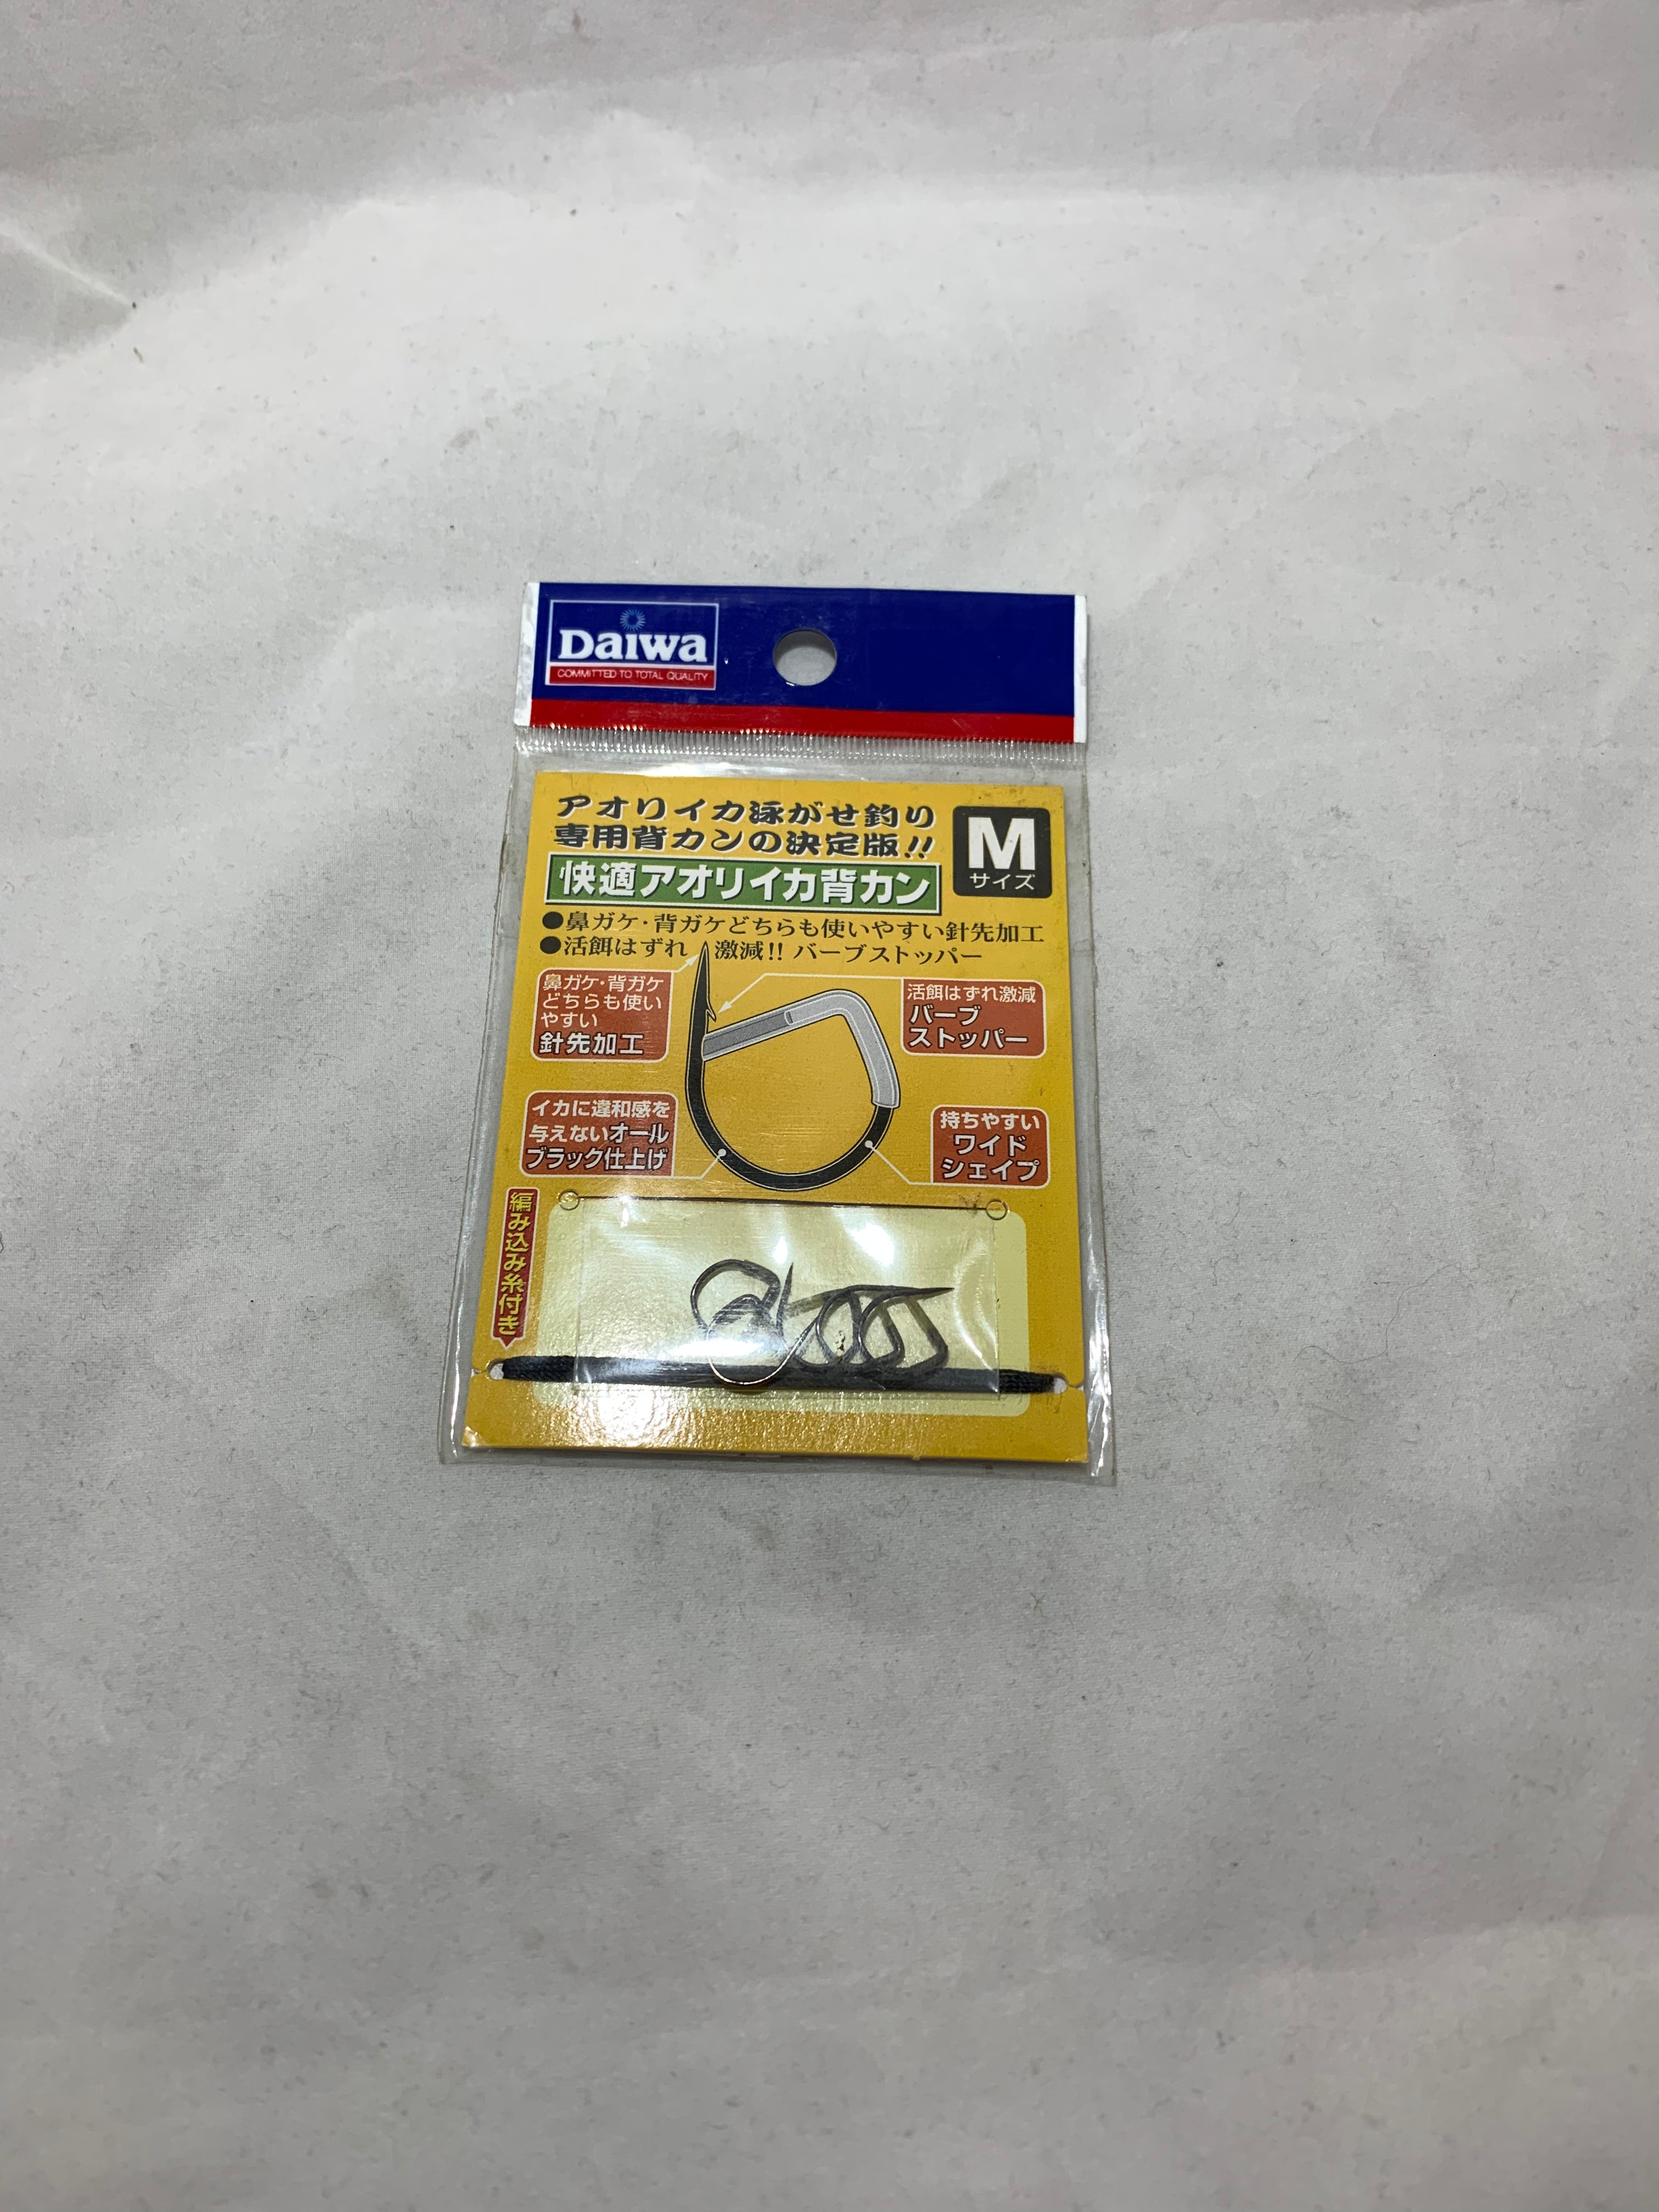 Daiwa
COMMITTED TO TOTAL QUALITY
アオリイカ泳がせ釣り
専用背カンの決定版!!
M
サイズ
快適アオリイカ背カン
●鼻ガケ・背ガケどちらも使いやすい針先加工
●活餌はずれ激減!! バーブストッパー
鼻ガケ・背ガケ
どちらも使い
やすい
針先加工
活餌はずれ激減
バーブ
ストッパー
イカに違和感を
与えないオール
ブラック仕上げ
持ちやすい
ワイド
シェイプ
編み込み糸付き